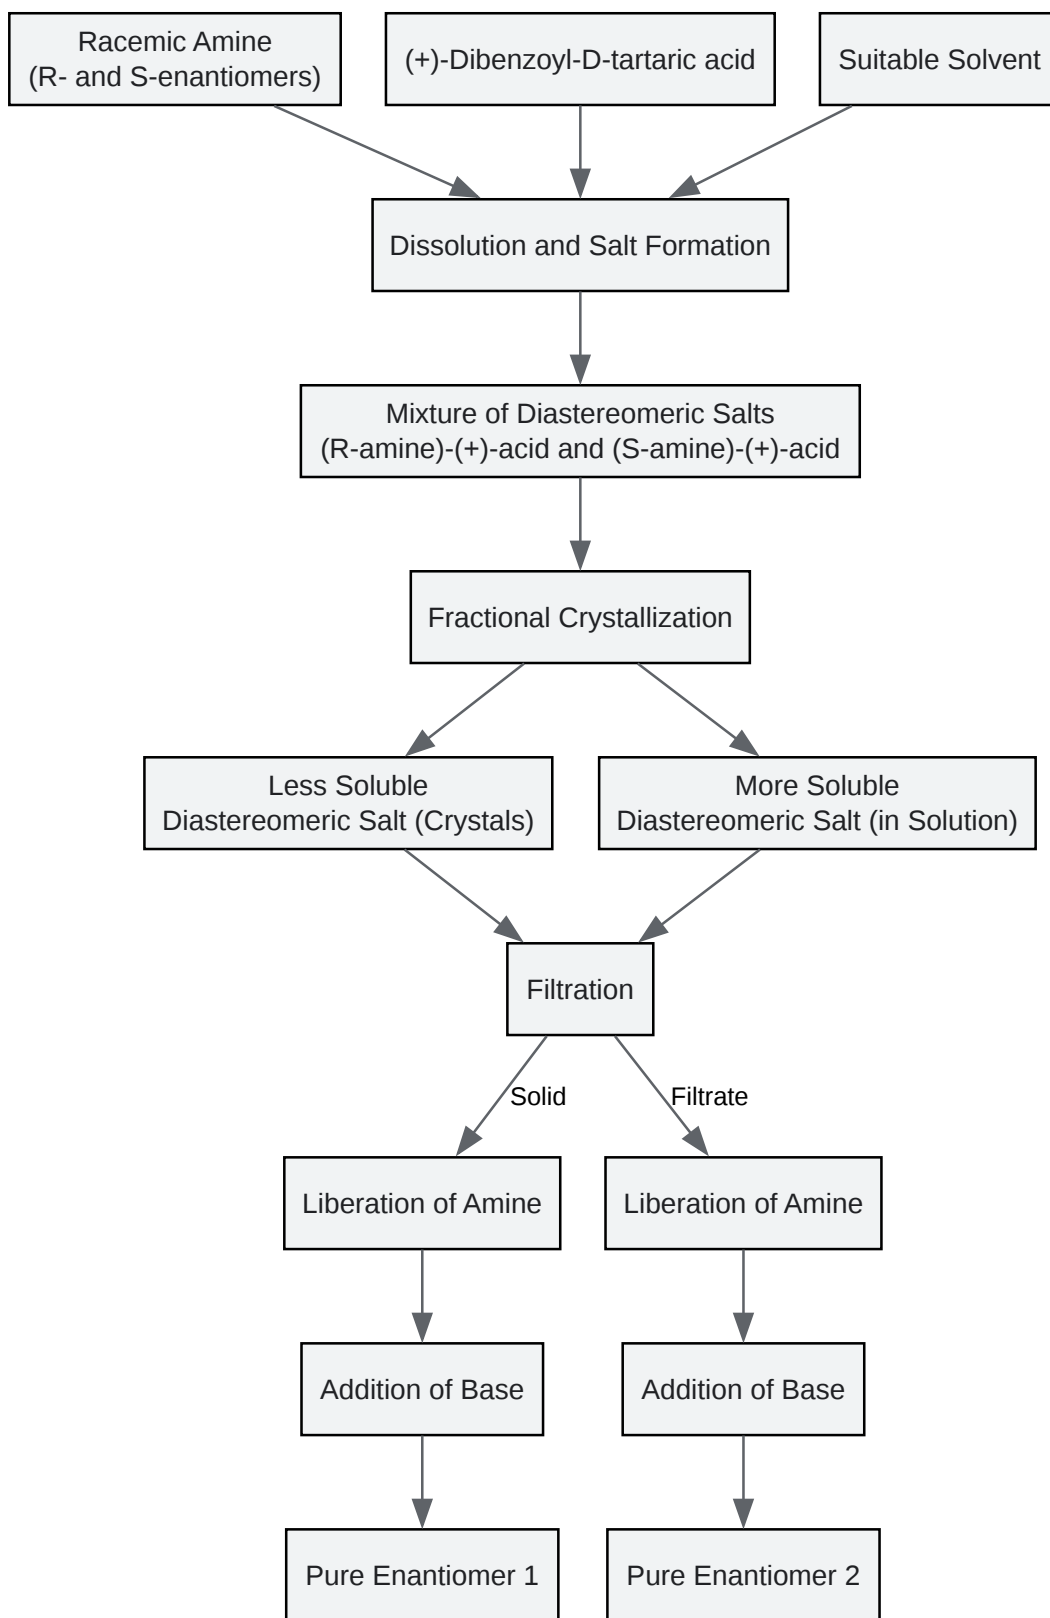 Racemic Amine
(R- and S-enantiomers)
(+)-Dibenzoyl-D-tartaric acid
Suitable Solvent
Dissolution and Salt Formation
Mixture of Diastereomeric Salts
(R-amine)-(+)-acid and (S-amine)-(+)-acid
Fractional Crystallization
Less Soluble
Diastereomeric Salt (Crystals)
More Soluble
Diastereomeric Salt (in Solution)
Filtration
Solid
Filtrate
Liberation of Amine
Liberation of Amine
Addition of Base
Addition of Base
Pure Enantiomer 1
Pure Enantiomer 2